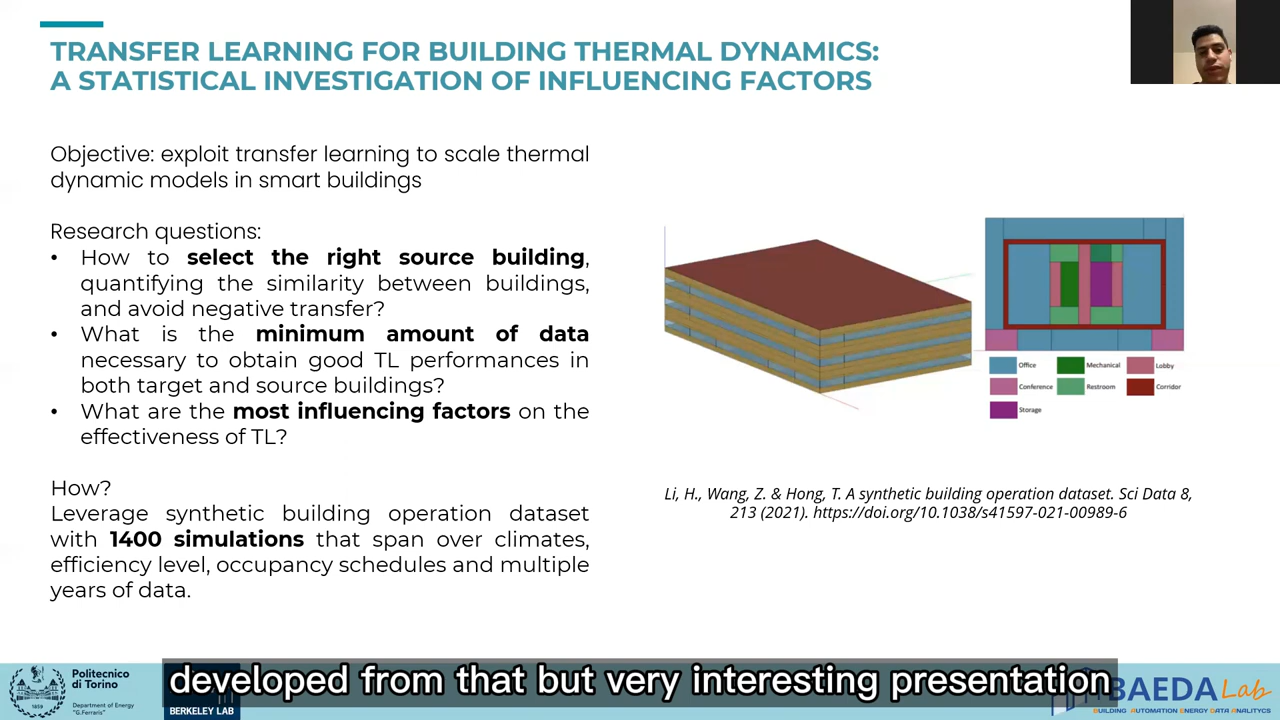 TRANSFER LEARNING FOR BUILDING THERMAL DYNAMICS:
A STATISTICAL INVESTIGATION OF INFLUENCING FACTORS
Objective: exploit transfer learning to scale thermal
dynamic models in smart buildings
Research questions:
• How to select the right source building,
quantifying the similarity between buildings,
and avoid negative transfer?
• What is the minimum amount of data
necessary to obtain good TL performances in
both target and source buildings?
• What are the most influencing factors on the
effectiveness of TL?
How?
Leverage synthetic building operation dataset
with 1400 simulations that span over climates,
efficiency level, occupancy schedules and multiple
years of data.
Office
Mechanical
Lobby
Conference
Restroom
Corridor
Storage
Li, H., Wang, Z. & Hong, T. A synthetic building operation dataset. Sci Data 8,
213 (2021). https://doi.org/10.1038/s41597-021-00989-6
developed from that but very interesting presentation
Politecnico
di Torino
Department of Energy
"G.Ferraris"
1859
BERKELEY LAB
BAEDA Lab
BUILDING AUTOMATION ENERGY DATA ANALITYCS